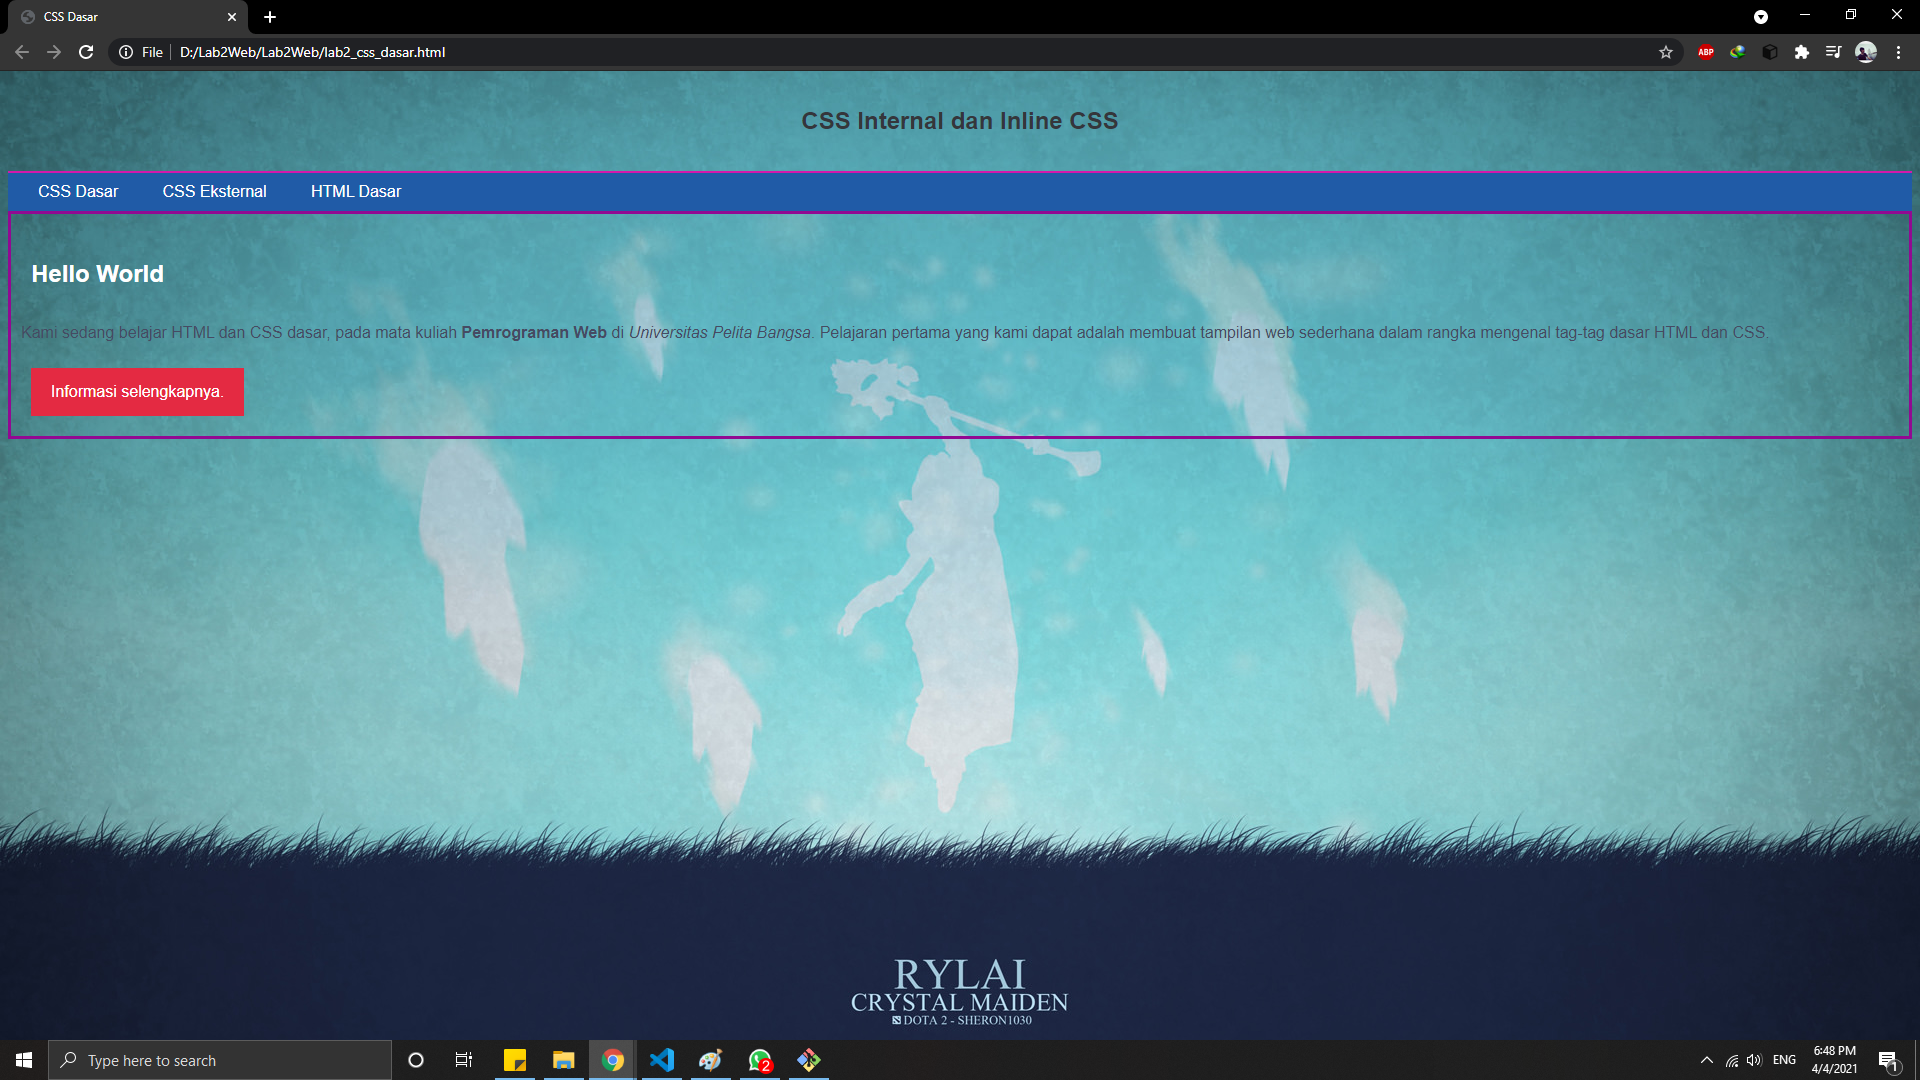 CSS Dasar
File
D:/Lab2Web/Lab2Web/lab2_css_dasar.html
ABP
CSS Internal dan Inline CSS
CSS Dasar CSS Eksternal HTML Dasar
Hello World
Kami sedang belajar HTML dan CSS dasar, pada mata kuliah Pemrograman Web di Universitas Pelita Bangsa. Pelajaran pertama yang kami dapat adalah membuat tampilan web sederhana dalam rangka mengenal tag-tag dasar HTML dan CSS.
Informasi selengkapnya.
RYLAI
CRYSTAL MAIDEN
DOTA 2 - SHERON1030
Type here to search
2
ENG
6:48 PM
4/4/2021
1